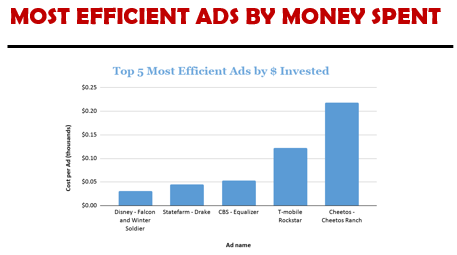 MOST EFFICIENT ADS BY MONEY SPENT
Top 5 Most Efficient Ads by $ Invested
Cost per Ad (thousands)
$0.25
$0.20
$0.15
$0.10
$0.05
$0.00
Disney - Falcon
and Winter
Soldier
Statefarm - Drake
CBS - Equalizer
T-mobile
Rockstar
Cheetos -
Cheetos Ranch
Ad name